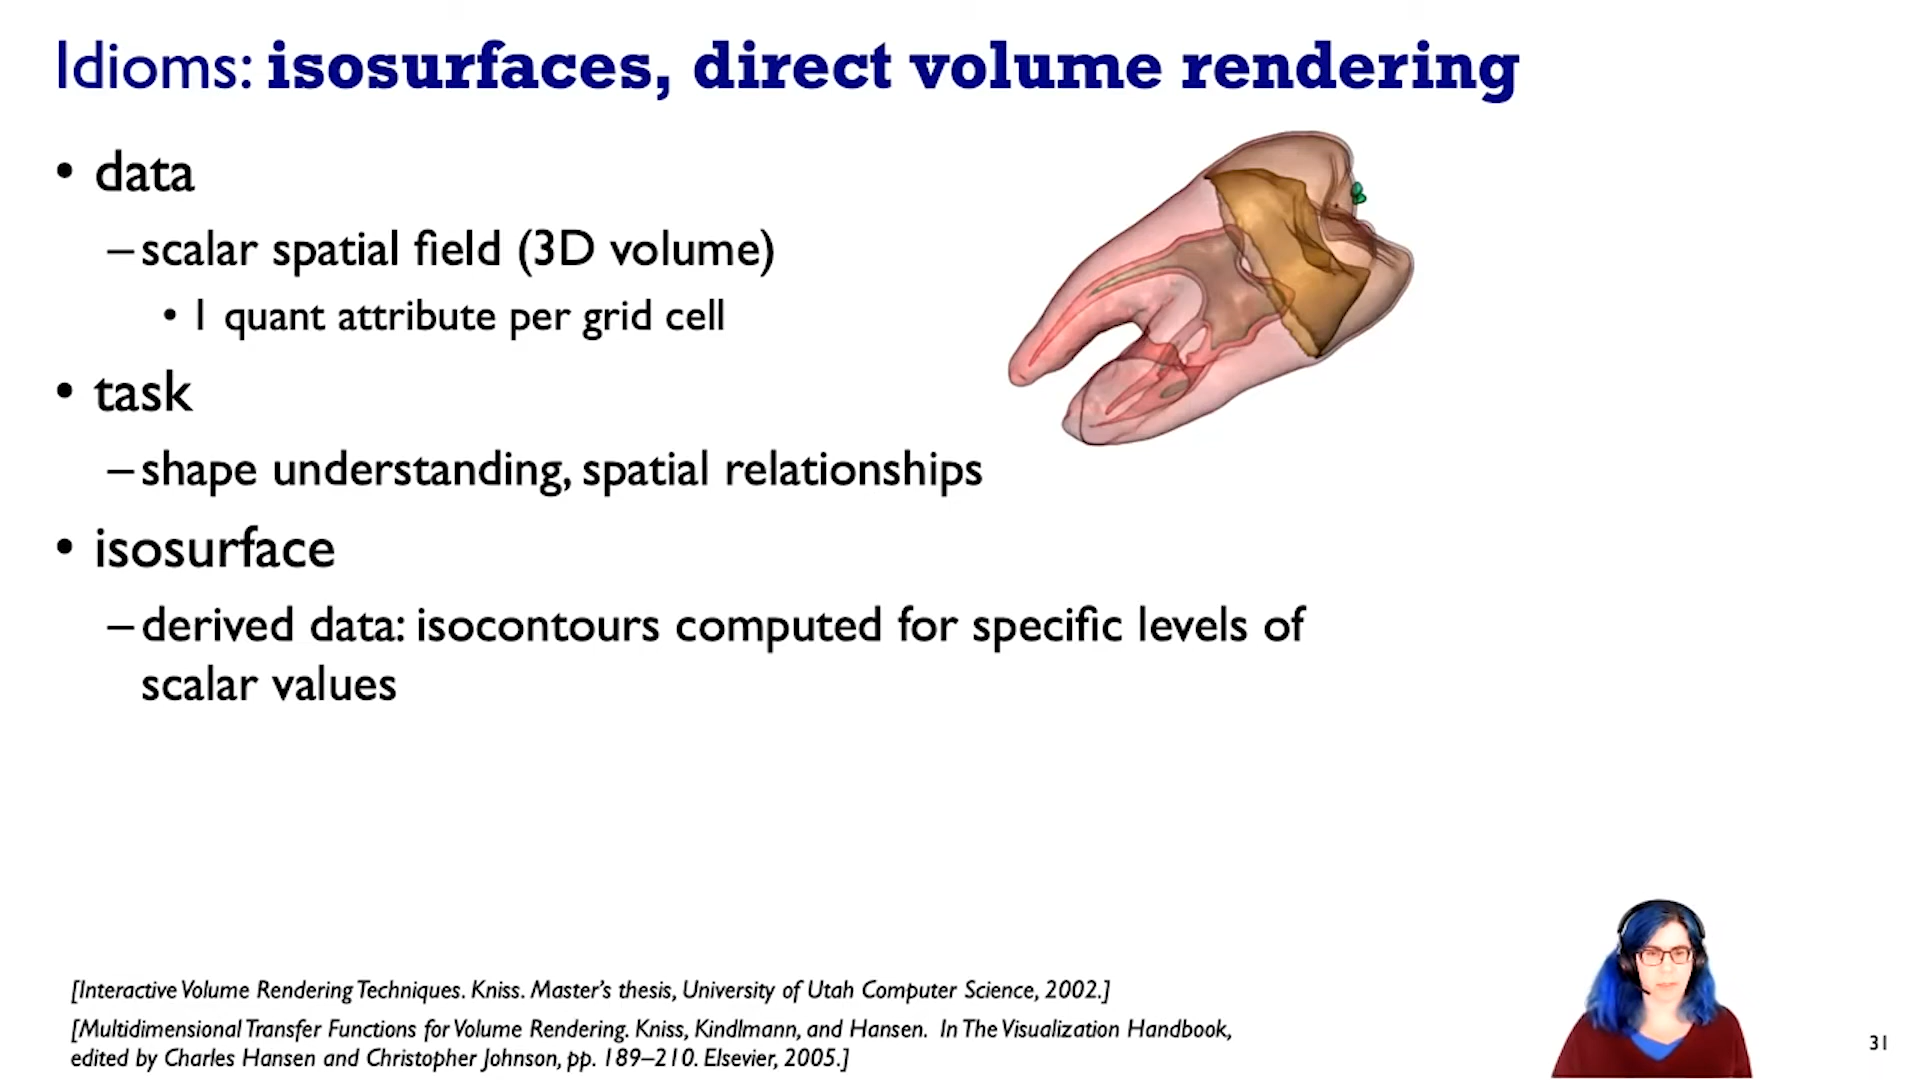 Idioms: isosurfaces, direct volume rendering
• data
–scalar spatial field (3D volume)
• 1 quant attribute per grid cell
• task
–shape understanding, spatial relationships
• isosurface
–derived data: isocontours computed for specific levels of
scalar values
[Interactive Volume Rendering Techniques. Kniss. Master's thesis, University of Utah Computer Science, 2002.]
[Multidimensional Transfer Functions for Volume Rendering. Kniss, Kindlmann, and Hansen. In The Visualization Handbook,
edited by Charles Hansen and Christopher Johnson, pp. 189–210. Elsevier, 2005.]
31